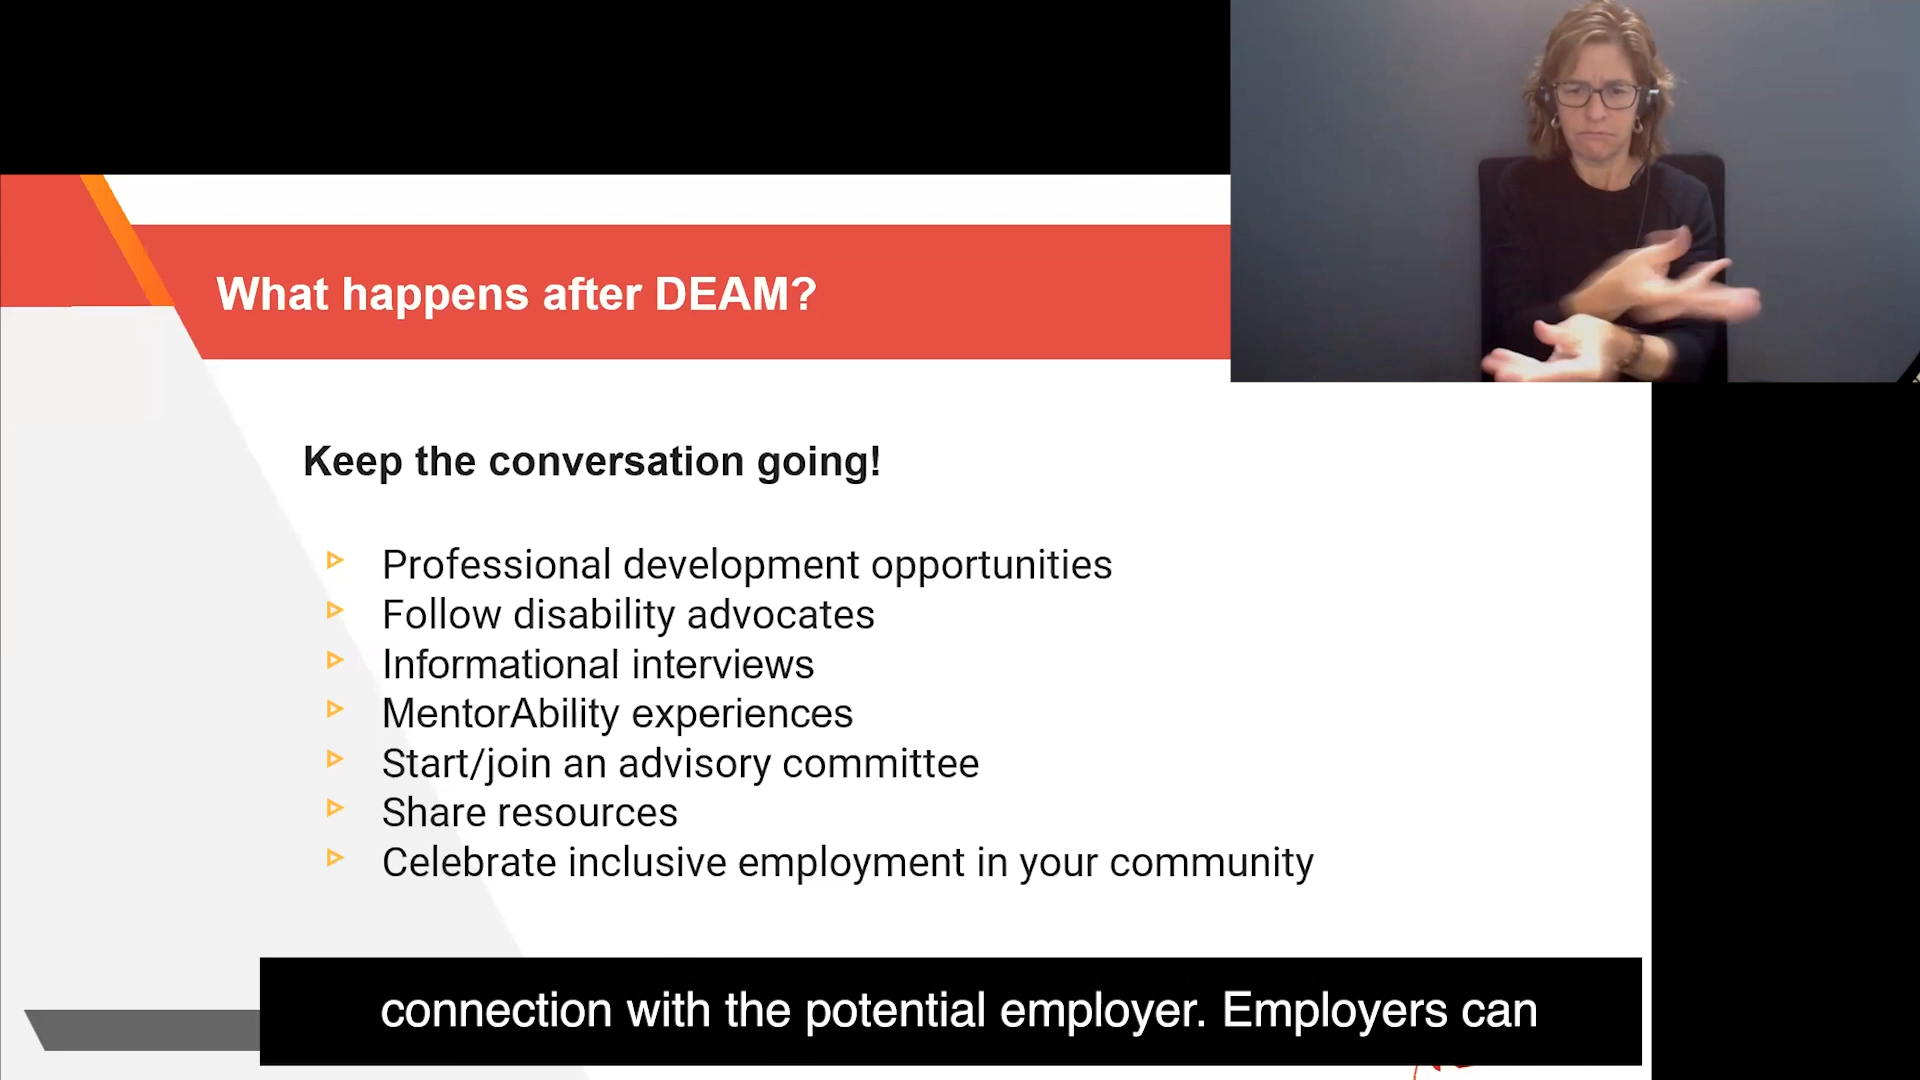 What happens after DEAM?
Keep the conversation going!
Professional development opportunities
Follow disability advocates
Informational interviews
MentorAbility experiences
Start/join an advisory committee
Share resources
Celebrate inclusive employment in your community
connection with the potential employer. Employers can